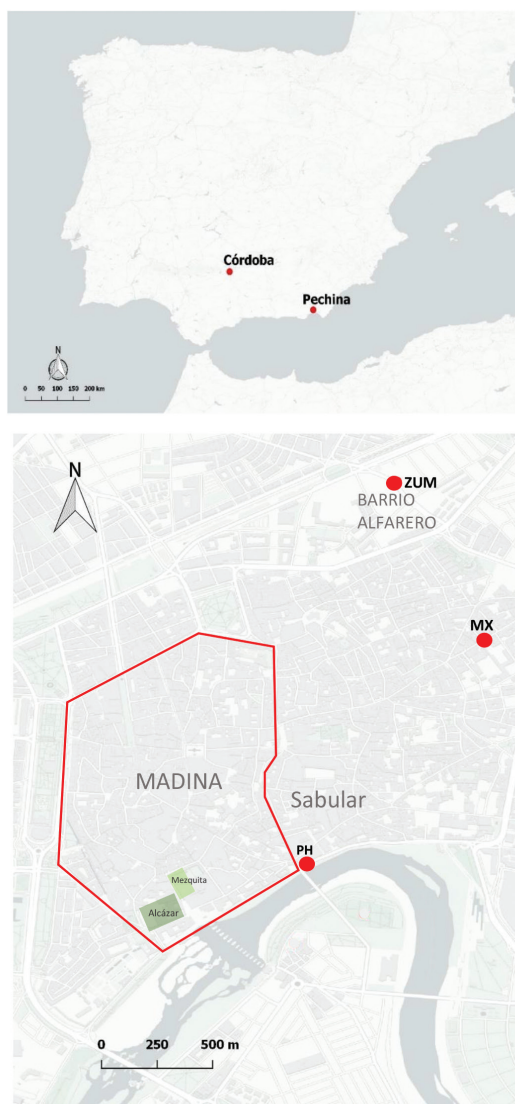 Córdoba
Pechina
N
0 50 100 150 200 km
N
ZUM
BARRIO
ALFARERO
MX
MADINA
Sabular
PH
Mezquita
Alcázar
0 250 500 m